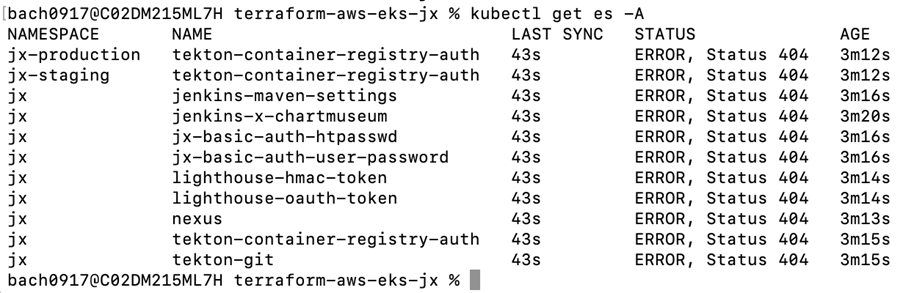 [bach0917@C02DM215ML7H terraform-aws-eks-jx % kubectl get es -A
NAMESPACE NAME LAST SYNC STATUS AGE
jx-production tekton-container-registry-auth 43s ERROR, Status 404 3m12s
jx-staging tekton-container-registry-auth 43s ERROR, Status 404 3m12s
jx jenkins-maven-settings 43s ERROR, Status 404 3m16s
jx jenkins-x-chartmuseum 43s ERROR, Status 404 3m20s
jx jx-basic-auth-htpasswd 43s ERROR, Status 404 3m16s
jx jx-basic-auth-user-password 43s ERROR, Status 404 3m16s
jx lighthouse-hmac-token 43s ERROR, Status 404 3m14s
jx lighthouse-oauth-token 43s ERROR, Status 404 3m14s
jx nexus 43s ERROR, Status 404 3m13s
jx tekton-container-registry-auth 43s ERROR, Status 404 3m15s
jx tekton-git 43s ERROR, Status 404 3m15s
bach0917@C02DM215ML7H terraform-aws-eks-jx %